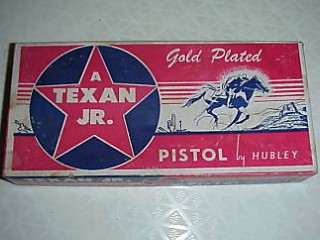 A
TEXAN
JR.
Gold Plated
PISTOL by HUBLEY